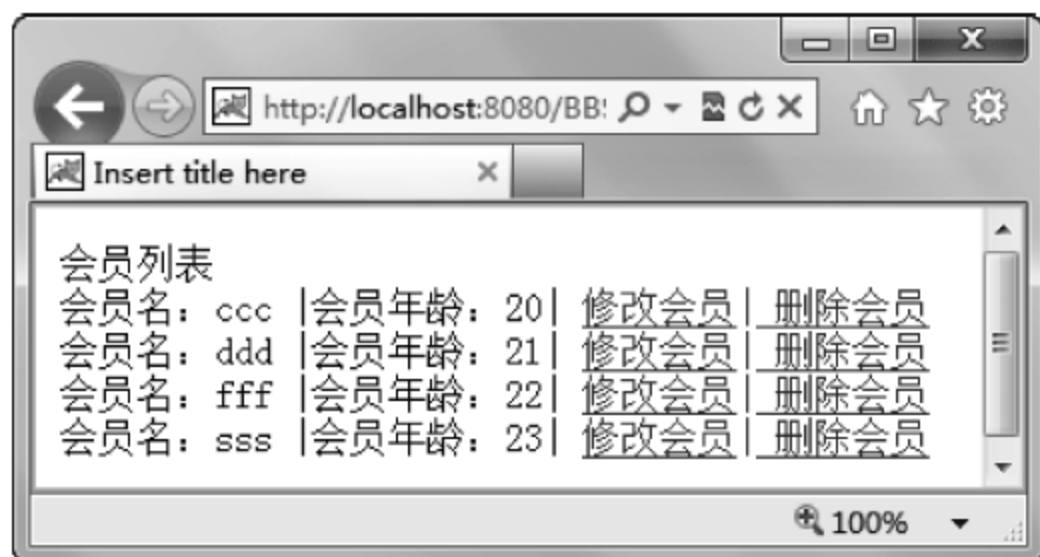 http://localhost:8080/BB
Insert title here
会员列表
会员名：ccc |会员年龄：20| 修改会员| 删除会员
会员名：ddd |会员年龄：21| 修改会员| 删除会员
会员名：fff |会员年龄：22| 修改会员| 删除会员
会员名：sss |会员年龄：23| 修改会员| 删除会员
100%